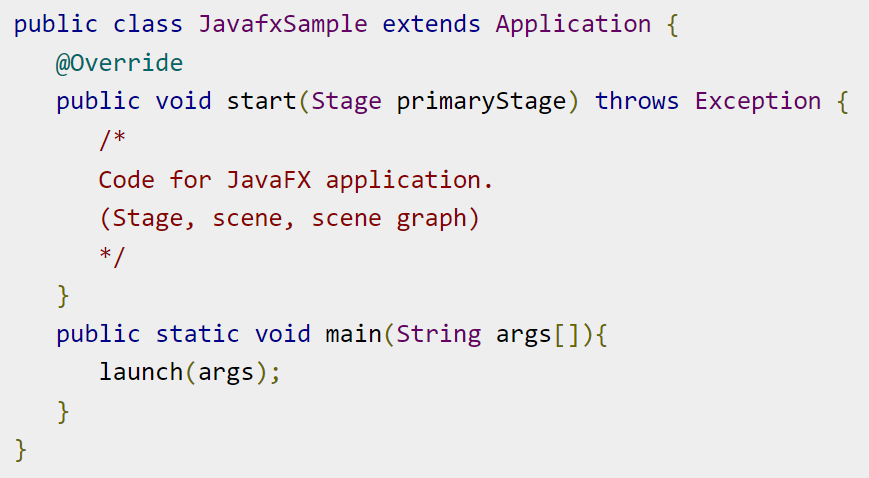 public class JavafxSample extends Application {
   @Override
   public void start(Stage primaryStage) throws Exception {
      /*
      Code for JavaFX application.
      (Stage, scene, scene graph)
      */
   }
   public static void main(String args[]){
      launch(args);
   }
}